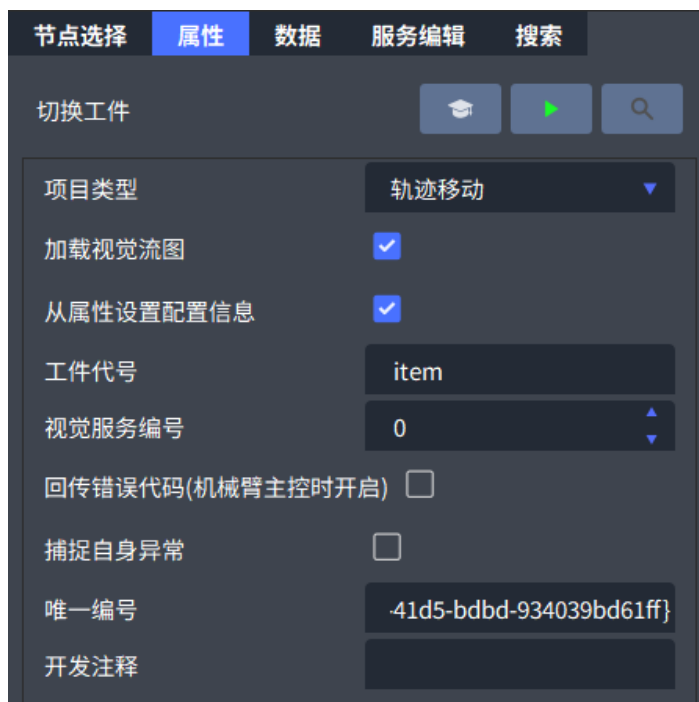 节点选择 属性 数据 服务编辑 搜索
切换工件
项目类型 轨迹移动
加载视觉流图
从属性设置配置信息
工件代号 item
视觉服务编号 0
回传错误代码(机械臂主控时开启)
捕捉自身异常
唯一编号 -41d5-bdbd-934039bd61ff}
开发注释